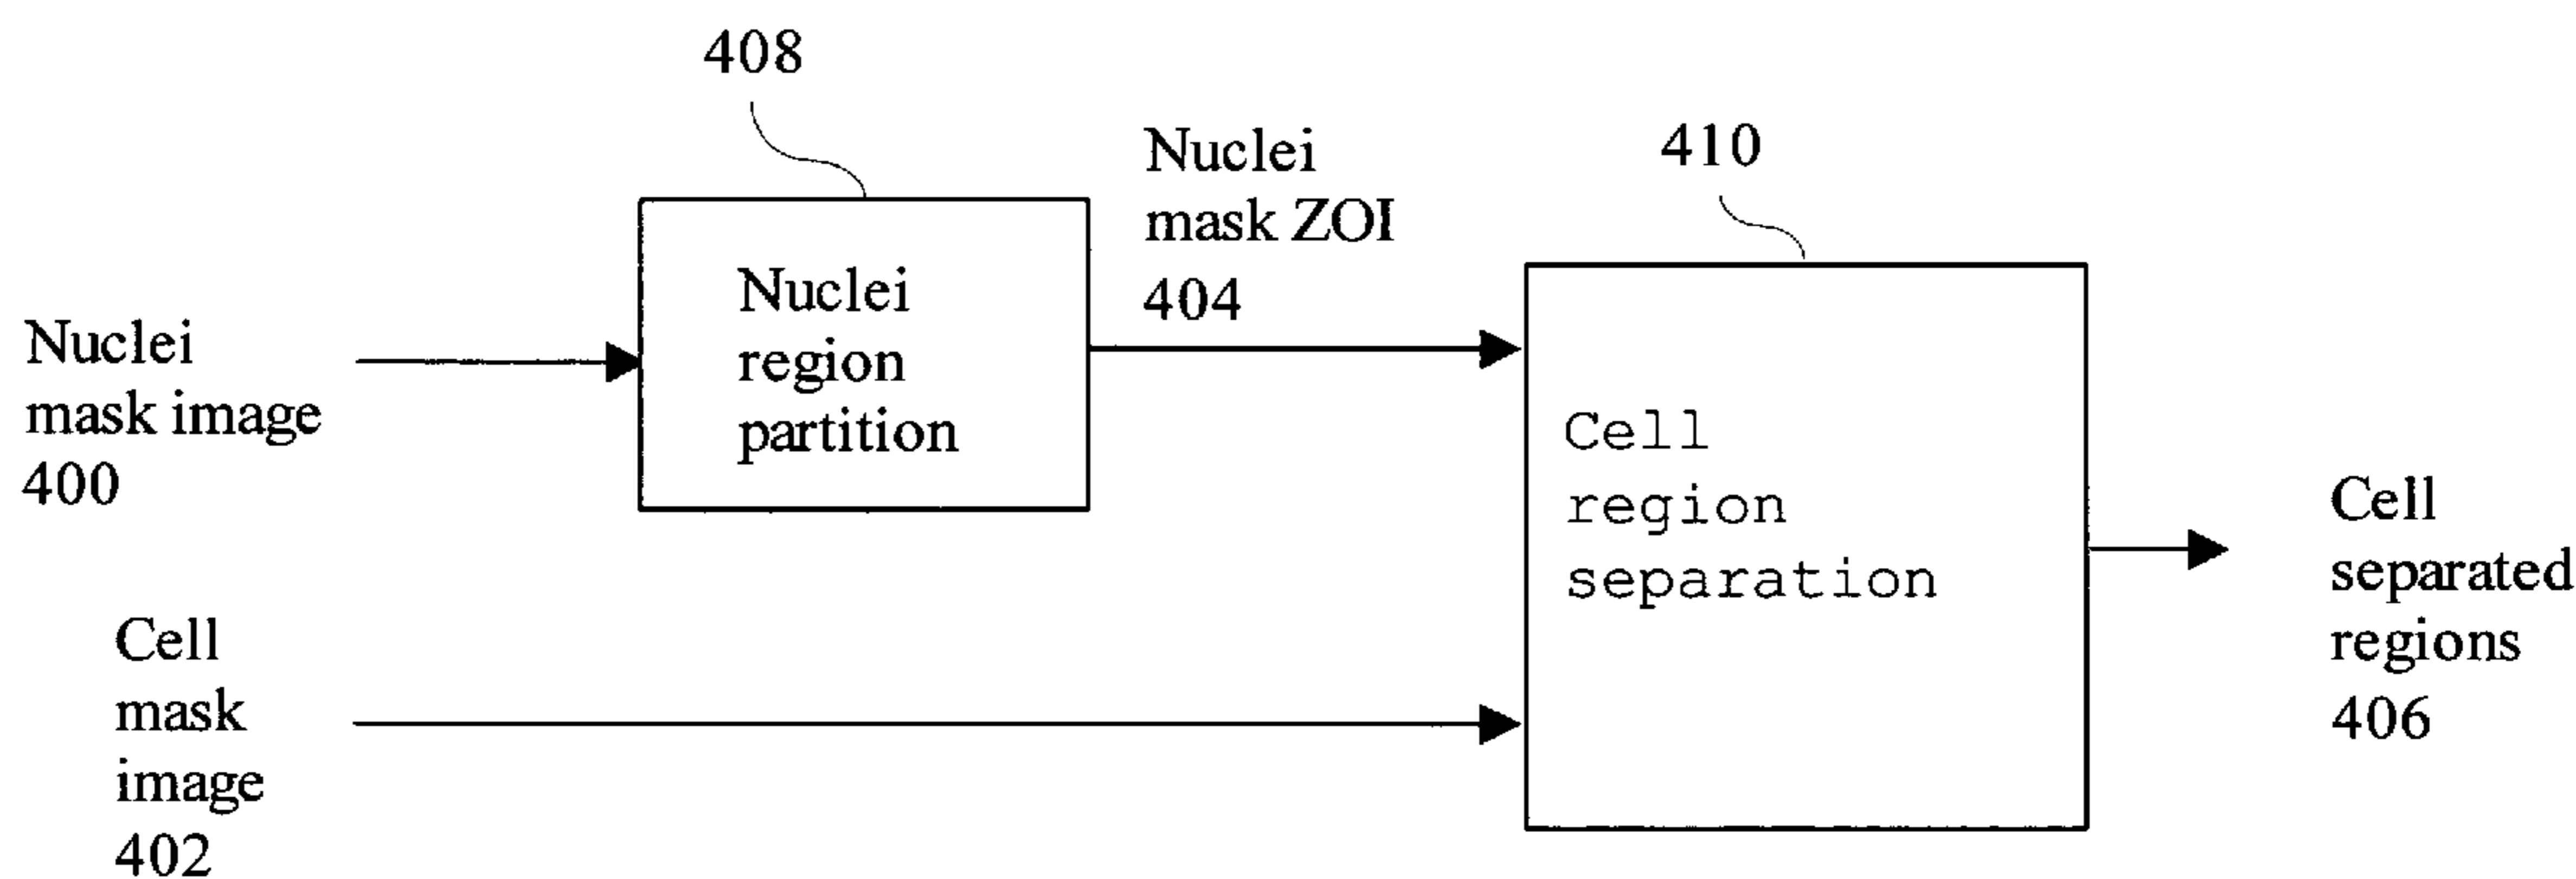 408
Nuclei
mask ZOI
404
410
Nuclei
region
partition
Nuclei
mask image
400
Cell
region
separation
Cell
separated
regions
406
Cell
mask
image
402